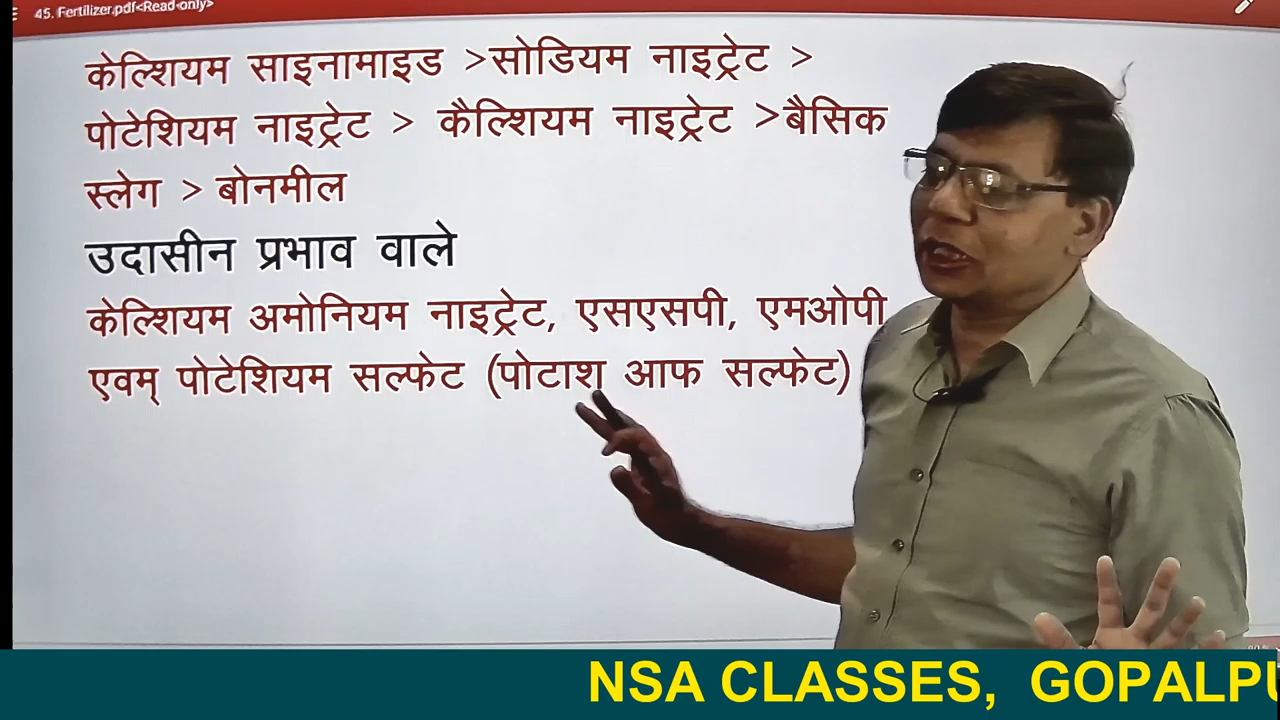 45. Fertilizer.pdf<Read-only>
केल्शियम साइनामाइड >सोडियम नाइट्रेट >
पोटेशियम नाइट्रेट > कैल्शियम नाइट्रेट >बैसिक
स्लेग > बोनमील
उदासीन प्रभाव वाले
केल्शियम अमोनियम नाइट्रेट, एसएसपी, एमओपी
एवम् पोटेशियम सल्फेट (पोटाश आफ सल्फेट)
NSA CLASSES, GOPALPU